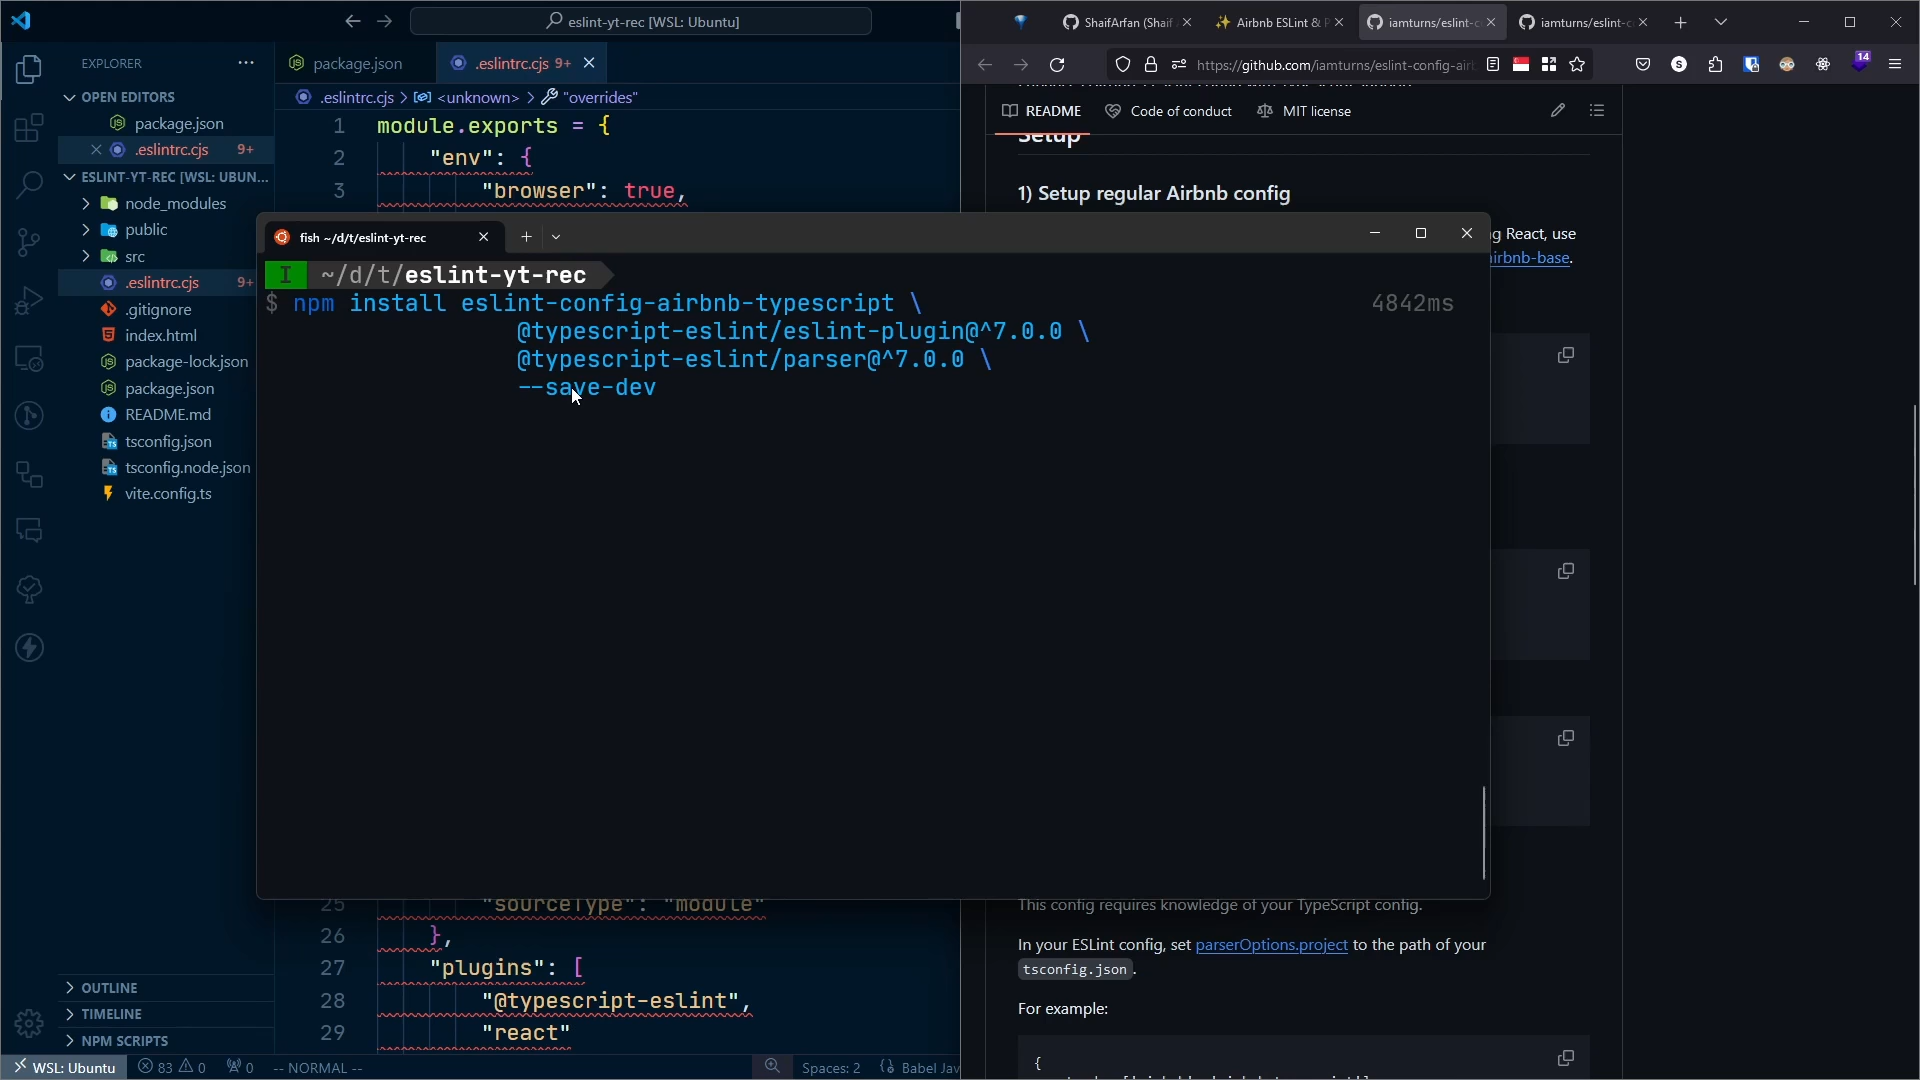 eslint-yt-rec [WSL: Ubuntu]
EXPLORER
OPEN EDITORS
package.json
.eslintrc.cjs 9+
ESLINT-YT-REC [WSL: UBUN...
node_modules
public
src
.eslintrc.cjs 9+
.gitignore
index.html
package-lock.json
package.json
README.md
tsconfig.json
tsconfig.node.json
vite.config.ts
OUTLINE
TIMELINE
NPM SCRIPTS
WSL: Ubuntu 83 0 0 -- NORMAL -- Spaces: 2 Babel Jav
package.json .eslintrc.cjs 9+
.eslintrc.cjs > <unknown> > "overrides"
1 module.exports = {
2 "env": {
3 "browser": true,
25 "sourceType": "module"
26 },
27 "plugins": [
28 "@typescript-eslint",
29 "react"
fish ~/d/t/eslint-yt-rec
I ~/d/t/eslint-yt-rec
$ npm install eslint-config-airbnb-typescript \ 4842ms
@typescript-eslint/eslint-plugin@^7.0.0 \
@typescript-eslint/parser@^7.0.0 \
--save-dev
ShaifArfan (Shaif Airbnb ESLint & P iamturns/eslint-c iamturns/eslint-c
https://github.com/iamturns/eslint-config-airb
14
README Code of conduct MIT license
Setup
1) Setup regular Airbnb config
g React, use
irbnb-base.
This config requires knowledge of your TypeScript config.
In your ESLint config, set parserOptions.project to the path of your
tsconfig.json.
For example:
{